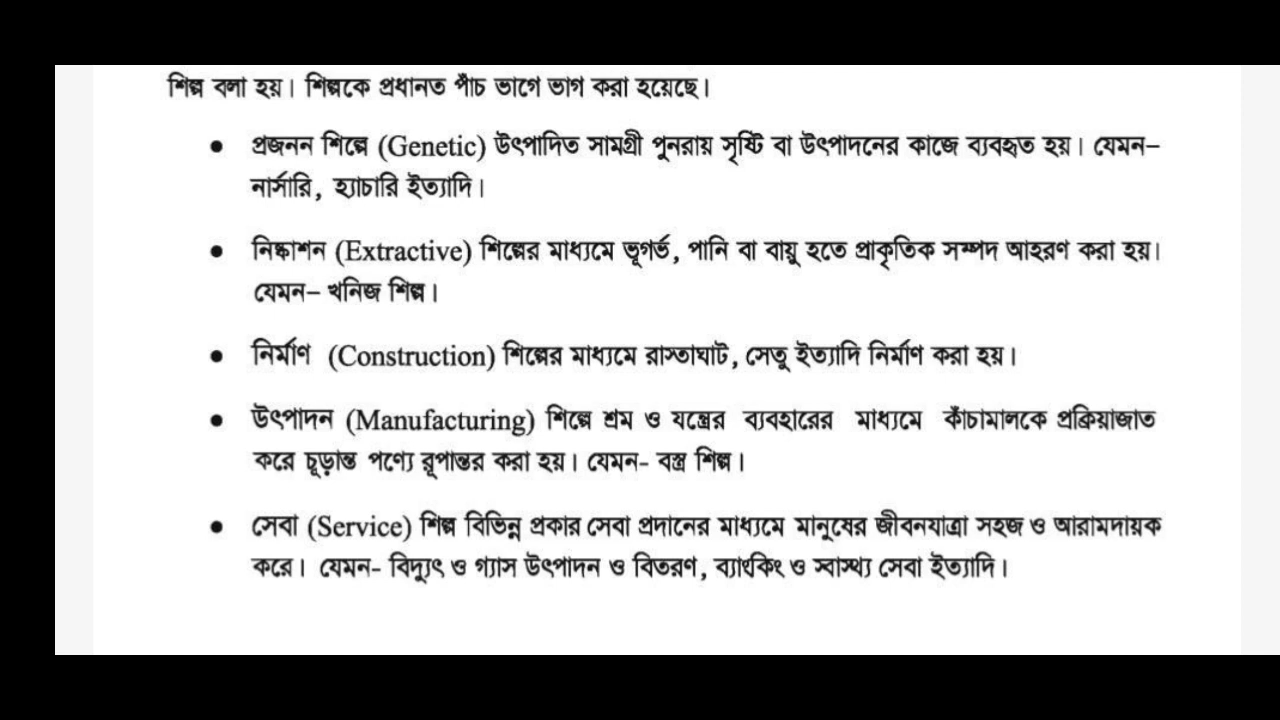 শিল্প বলা হয়। শিল্পকে প্রধানত পাঁচ ভাগে ভাগ করা হয়েছে।
● প্রজনন শিল্পে (Genetic) উৎপাদিত সামগ্রী পুনরায় সৃষ্টি বা উৎপাদনের কাজে ব্যবহৃত হয়। যেমন–
নার্সারি, হ্যাচারি ইত্যাদি।
● নিষ্কাশন (Extractive) শিল্পের মাধ্যমে ভূগর্ভ, পানি বা বায়ু হতে প্রাকৃতিক সম্পদ আহরণ করা হয়।
যেমন– খনিজ শিল্প।
● নির্মাণ (Construction) শিল্পের মাধ্যমে রাস্তাঘাট, সেতু ইত্যাদি নির্মাণ করা হয়।
● উৎপাদন (Manufacturing) শিল্পে শ্রম ও যন্ত্রের ব্যবহারের মাধ্যমে কাঁচামালকে প্রক্রিয়াজাত
করে চূড়ান্ত পণ্যে রূপান্তর করা হয়। যেমন- বস্ত্র শিল্প।
● সেবা (Service) শিল্প বিভিন্ন প্রকার সেবা প্রদানের মাধ্যমে মানুষের জীবনযাত্রা সহজ ও আরামদায়ক
করে। যেমন- বিদ্যুৎ ও গ্যাস উৎপাদন ও বিতরণ, ব্যাংকিং ও স্বাস্থ্য সেবা ইত্যাদি।